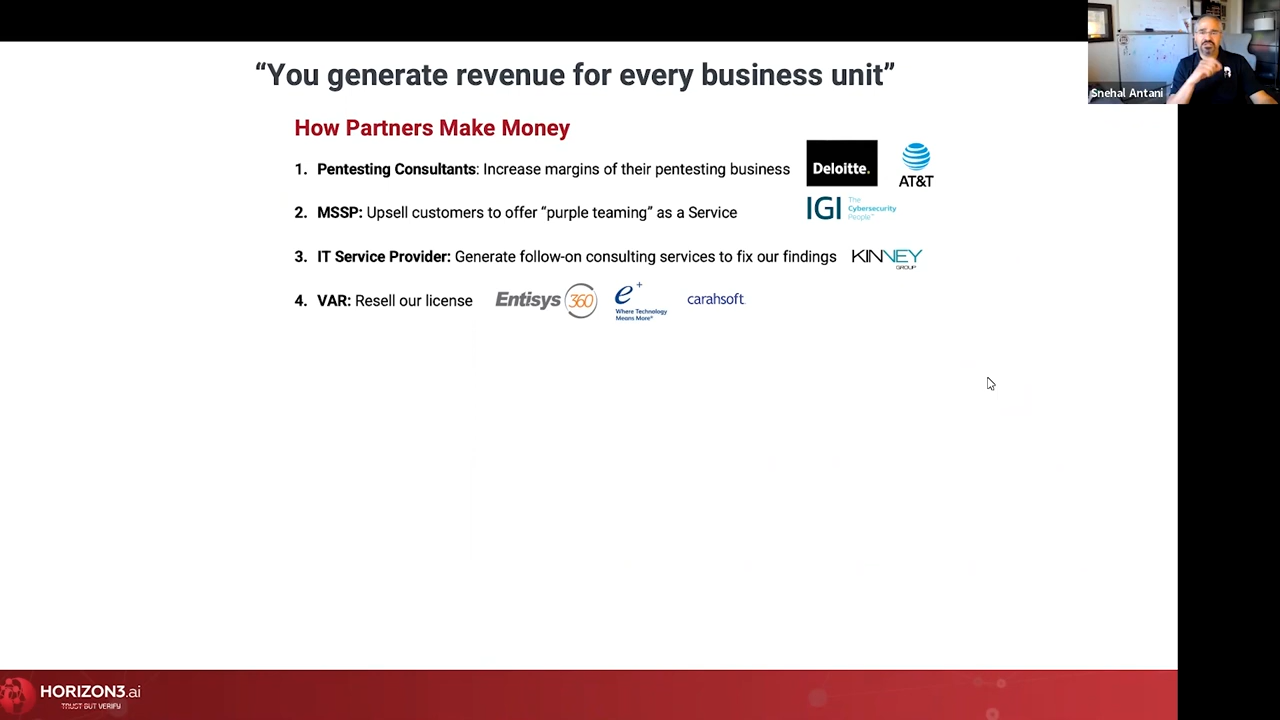 “You generate revenue for every business unit”
Snehal Antani
How Partners Make Money
1. Pentesting Consultants: Increase margins of their pentesting business
Deloitte.
AT&T
2. MSSP: Upsell customers to offer “purple teaming” as a Service
IGI The Cybersecurity People™
3. IT Service Provider: Generate follow-on consulting services to fix our findings
KINNEY GROUP
4. VAR: Resell our license
Entisys 360
e+
Where Technology
Means More®
carahsoft.
HORIZON3.ai
TRUST BUT VERIFY